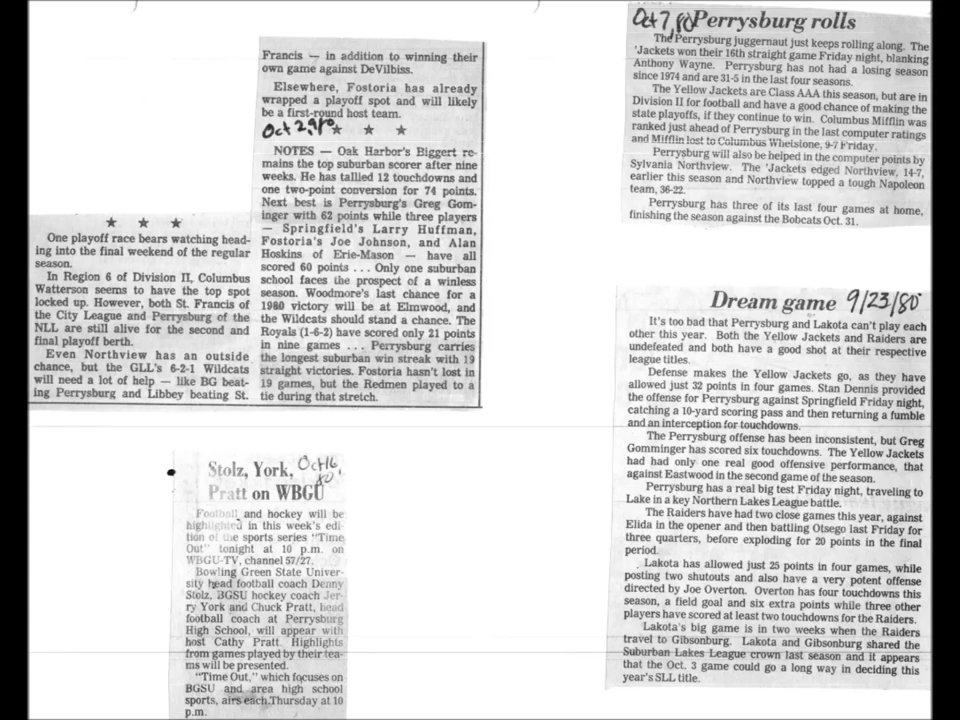 ★ ★ ★
One playoff race bears watching head-
ing into the final weekend of the regular
season.
In Region 6 of Division II, Columbus
Watterson seems to have the top spot
locked up. However, both St. Francis of
the City League and Perrysburg of the
NLL are still alive for the second and
final playoff berth.
Even Northview has an outside
chance, but the GLL's 6-2-1 Wildcats
will need a lot of help — like BG beat-
ing Perrysburg and Libbey beating St.
Francis — in addition to winning their
own game against DeVilbiss.
Elsewhere, Fostoria has already
wrapped a playoff spot and will likely
be a first-round host team.
Oct 29, 80 ★ ★ ★
NOTES — Oak Harbor's Biggert re-
mains the top suburban scorer after nine
weeks. He has tallied 12 touchdowns and
one two-point conversion for 74 points.
Next best is Perrysburg's Greg Gom-
inger with 62 points while three players
— Springfield's Larry Huffman,
Fostoria's Joe Johnson, and Alan
Hoskins of Erie-Mason — have all
scored 60 points . . . Only one suburban
school faces the prospect of a winless
season. Woodmore's last chance for a
1980 victory will be at Elmwood, and
the Wildcats should stand a chance. The
Royals (1-6-2) have scored only 21 points
in nine games . . . Perrysburg carries
the longest suburban win streak with 19
straight victories. Fostoria hasn't lost in
19 games, but the Redmen played to a
tie during that stretch.
Stolz, York, Oct 16,
80
Pratt on WBGU
Football and hockey will be
highlighted in this week's edi-
tion of the sports series "Time
Out" tonight at 10 p.m. on
WBGU-TV, channel 57/27.
Bowling Green State Univer-
sity head football coach Denny
Stolz, BGSU hockey coach Jer-
ry York and Chuck Pratt, head
football coach at Perrysburg
High School, will appear with
host Cathy Pratt. Highlights
from games played by their tea-
ms will be presented.
"Time Out," which focuses on
BGSU and area high school
sports, airs each Thursday at 10
p.m.
Oct 7, 80 Perrysburg rolls
The Perrysburg juggernaut just keeps rolling along. The
'Jackets won their 16th straight game Friday night, blanking
Anthony Wayne. Perrysburg has not had a losing season
since 1974 and are 31-5 in the last four seasons.
The Yellow Jackets are Class AAA this season, but are in
Division II for football and have a good chance of making the
state playoffs, if they continue to win. Columbus Mifflin was
ranked just ahead of Perrysburg in the last computer ratings
and Mifflin lost to Columbus Whetstone, 9-7 Friday.
Perrysburg will also be helped in the computer points by
Sylvania Northview. The 'Jackets edged Northview, 14-7,
earlier this season and Northview topped a tough Napoleon
team, 36-22.
Perrysburg has three of its last four games at home,
finishing the season against the Bobcats Oct. 31.
Dream game 9/23/80
It's too bad that Perrysburg and Lakota can't play each
other this year. Both the Yellow Jackets and Raiders are
undefeated and both have a good shot at their respective
league titles.
Defense makes the Yellow Jackets go, as they have
allowed just 32 points in four games. Stan Dennis provided
the offense for Perrysburg against Springfield Friday night,
catching a 10-yard scoring pass and then returning a fumble
and an interception for touchdowns.
The Perrysburg offense has been inconsistent, but Greg
Gomminger has scored six touchdowns. The Yellow Jackets
had had only one real good offensive performance, that
against Eastwood in the second game of the season.
Perrysburg has a real big test Friday night, traveling to
Lake in a key Northern Lakes League battle.
The Raiders have had two close games this year, against
Elida in the opener and then battling Otsego last Friday for
three quarters, before exploding for 20 points in the final
period.
Lakota has allowed just 25 points in four games, while
posting two shutouts and also have a very potent offense
directed by Joe Overton. Overton has four touchdowns this
season, a field goal and six extra points while three other
players have scored at least two touchdowns for the Raiders.
Lakota's big game is in two weeks when the Raiders
travel to Gibsonburg. Lakota and Gibsonburg shared the
Suburban Lakes League crown last season and it appears
that the Oct. 3 game could go a long way in deciding this
year's SLL title.